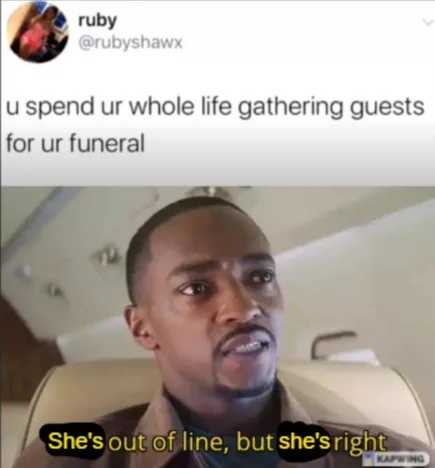 ruby
@rubyshawx
u spend ur whole life gathering guests
for ur funeral
She's out of line, but she's right
KAPWING